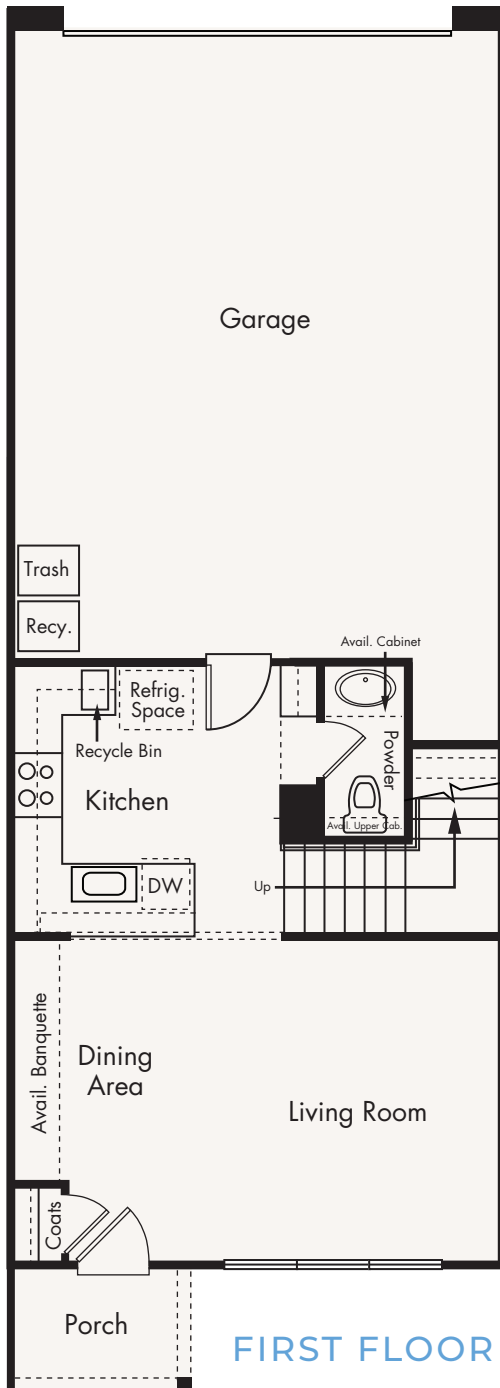 Garage
Trash
Recy.
Avail. Cabinet
Refrig.
Space
Recycle Bin
Powder
Kitchen
Avail. Upper Cab.
DW
Up
Avail. Banquette
Dining
Area
Living Room
Coats
Porch
FIRST FLOOR